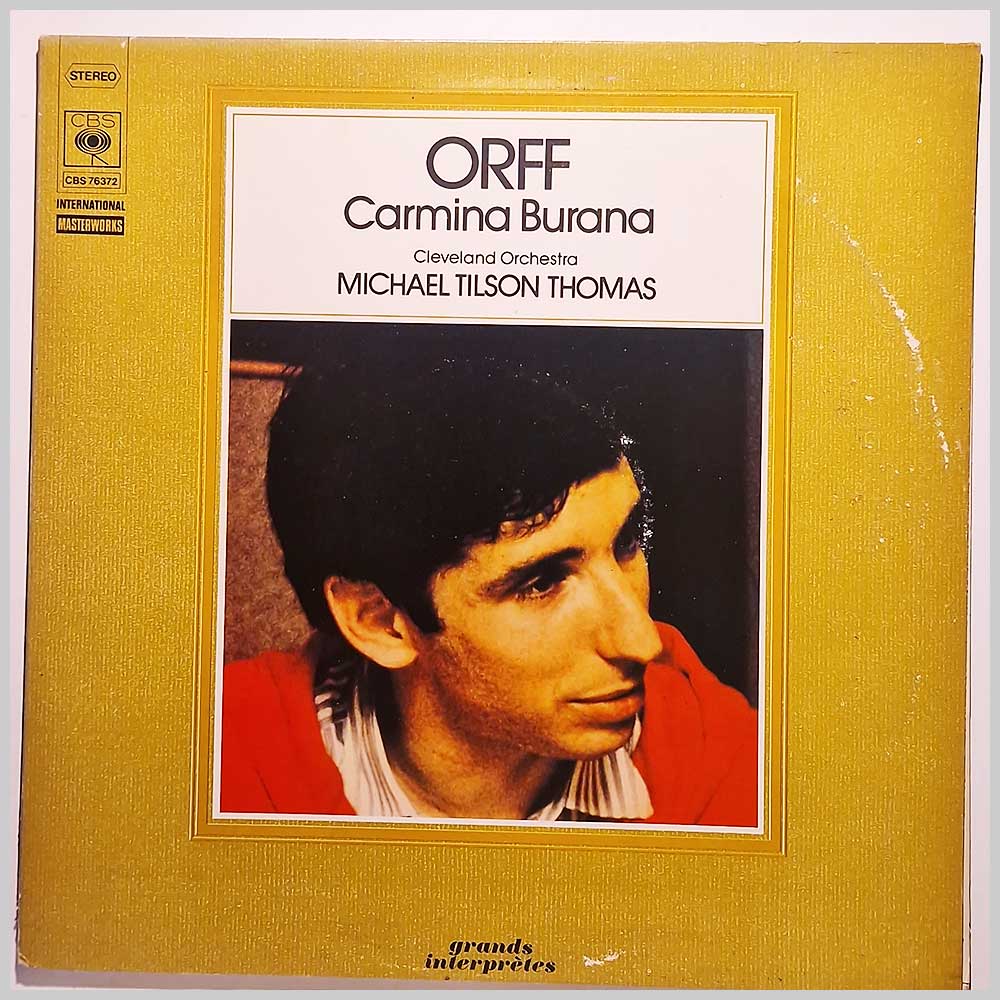 STEREO
CBS
CBS 76372
INTERNATIONAL
MASTERWORKS
ORFF
Carmina Burana
Cleveland Orchestra
MICHAEL TILSON THOMAS
grands
interprètes